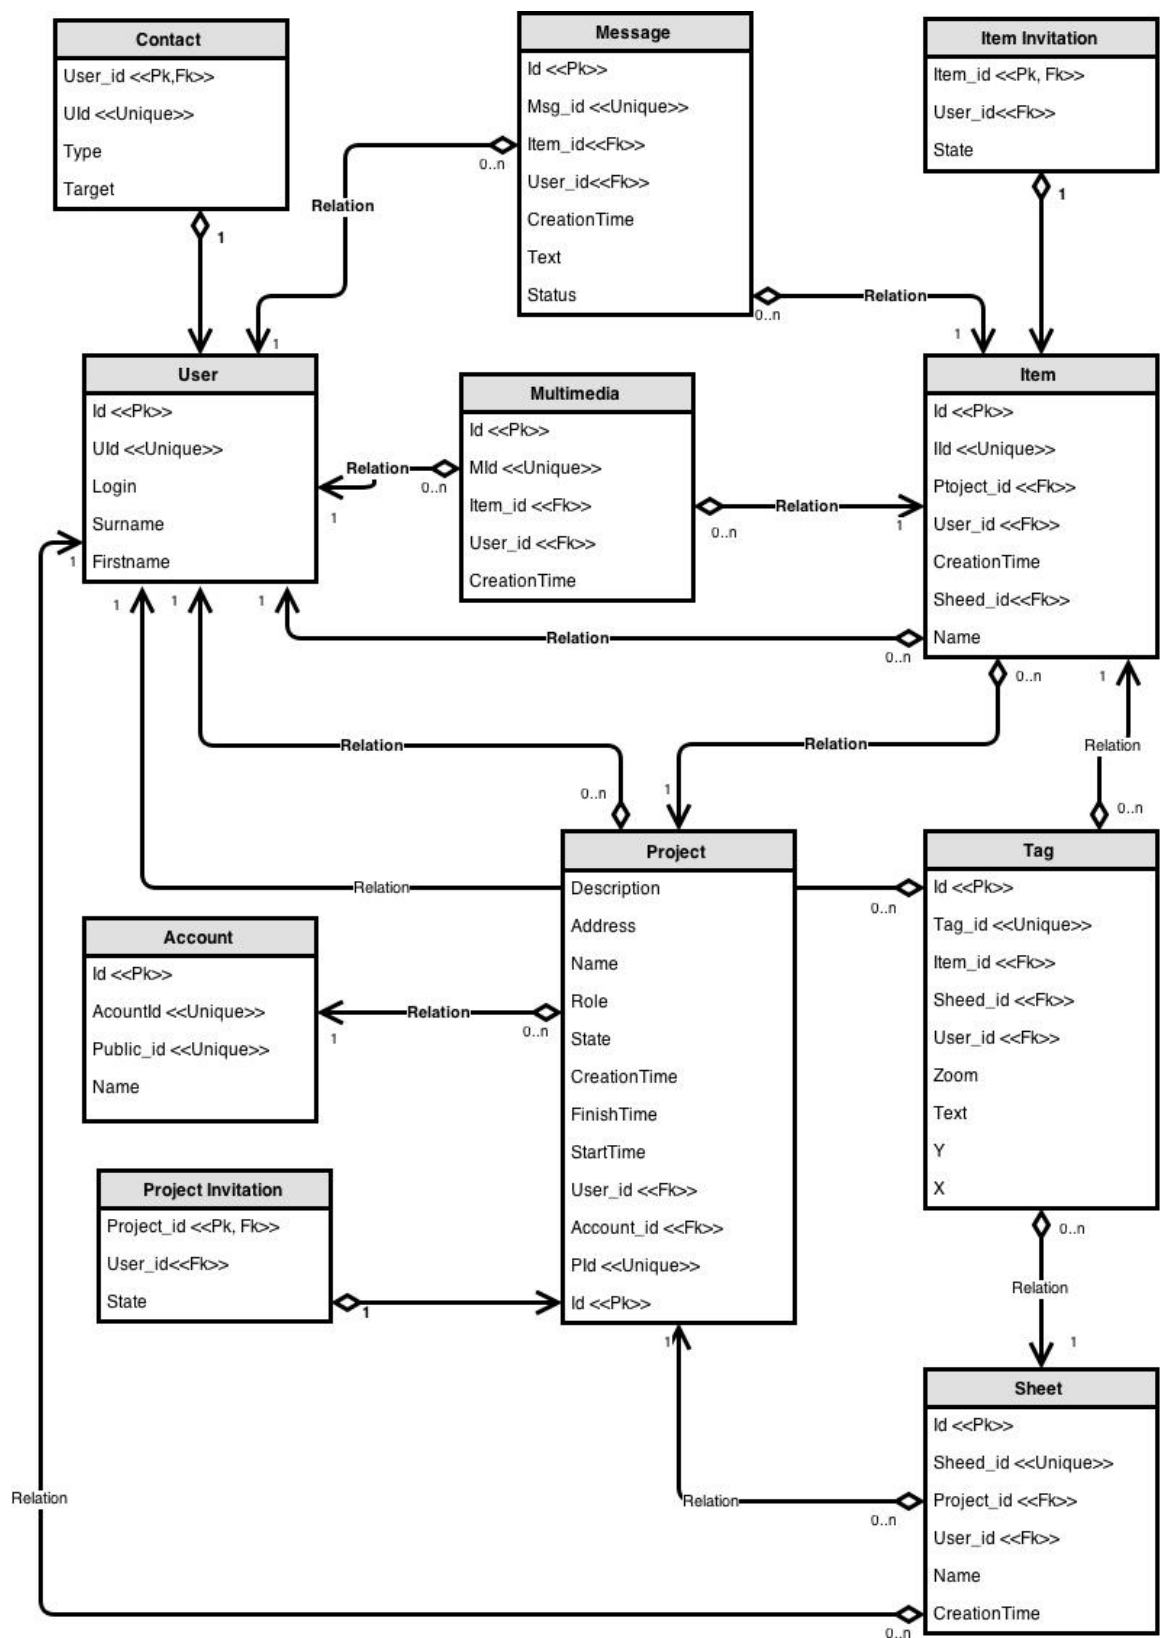 Contact
User_id <<Pk,Fk>>
UId <<Unique>>
Type
Target
1
Message
Id <<Pk>>
Msg_id <<Unique>>
Item_id<<Fk>>
User_id<<Fk>>
CreationTime
Text
Status
0..n
Relation
1
0..n
Relation
1
Item Invitation
Item_id <<Pk, Fk>>
User_id<<Fk>>
State
1
User
Id <<Pk>>
UId <<Unique>>
Login
Surname
Firstname
1
1
1
1
Multimedia
Id <<Pk>>
MId <<Unique>>
Item_id <<Fk>>
User_id <<Fk>>
CreationTime
Relation
0..n
1
Relation
0..n
1
Item
Id <<Pk>>
IId <<Unique>>
Ptoject_id <<Fk>>
User_id <<Fk>>
CreationTime
Sheed_id<<Fk>>
Name
Relation
0..n
0..n
1
Relation
Relation
Relation
0..n
1
0..n
Project
Description
Address
Name
Role
State
CreationTime
FinishTime
StartTime
User_id <<Fk>>
Account_id <<Fk>>
PId <<Unique>>
Id <<Pk>>
Relation
0..n
Tag
Id <<Pk>>
Tag_id <<Unique>>
Item_id <<Fk>>
Sheed_id <<Fk>>
User_id <<Fk>>
Zoom
Text
Y
X
0..n
Relation
1
Account
Id <<Pk>>
AcountId <<Unique>>
Public_id <<Unique>>
Name
Relation
0..n
1
Project Invitation
Project_id <<Pk, Fk>>
User_id<<Fk>>
State
1
1
Relation
0..n
Sheet
Id <<Pk>>
Sheed_id <<Unique>>
Project_id <<Fk>>
User_id <<Fk>>
Name
CreationTime
Relation
0..n